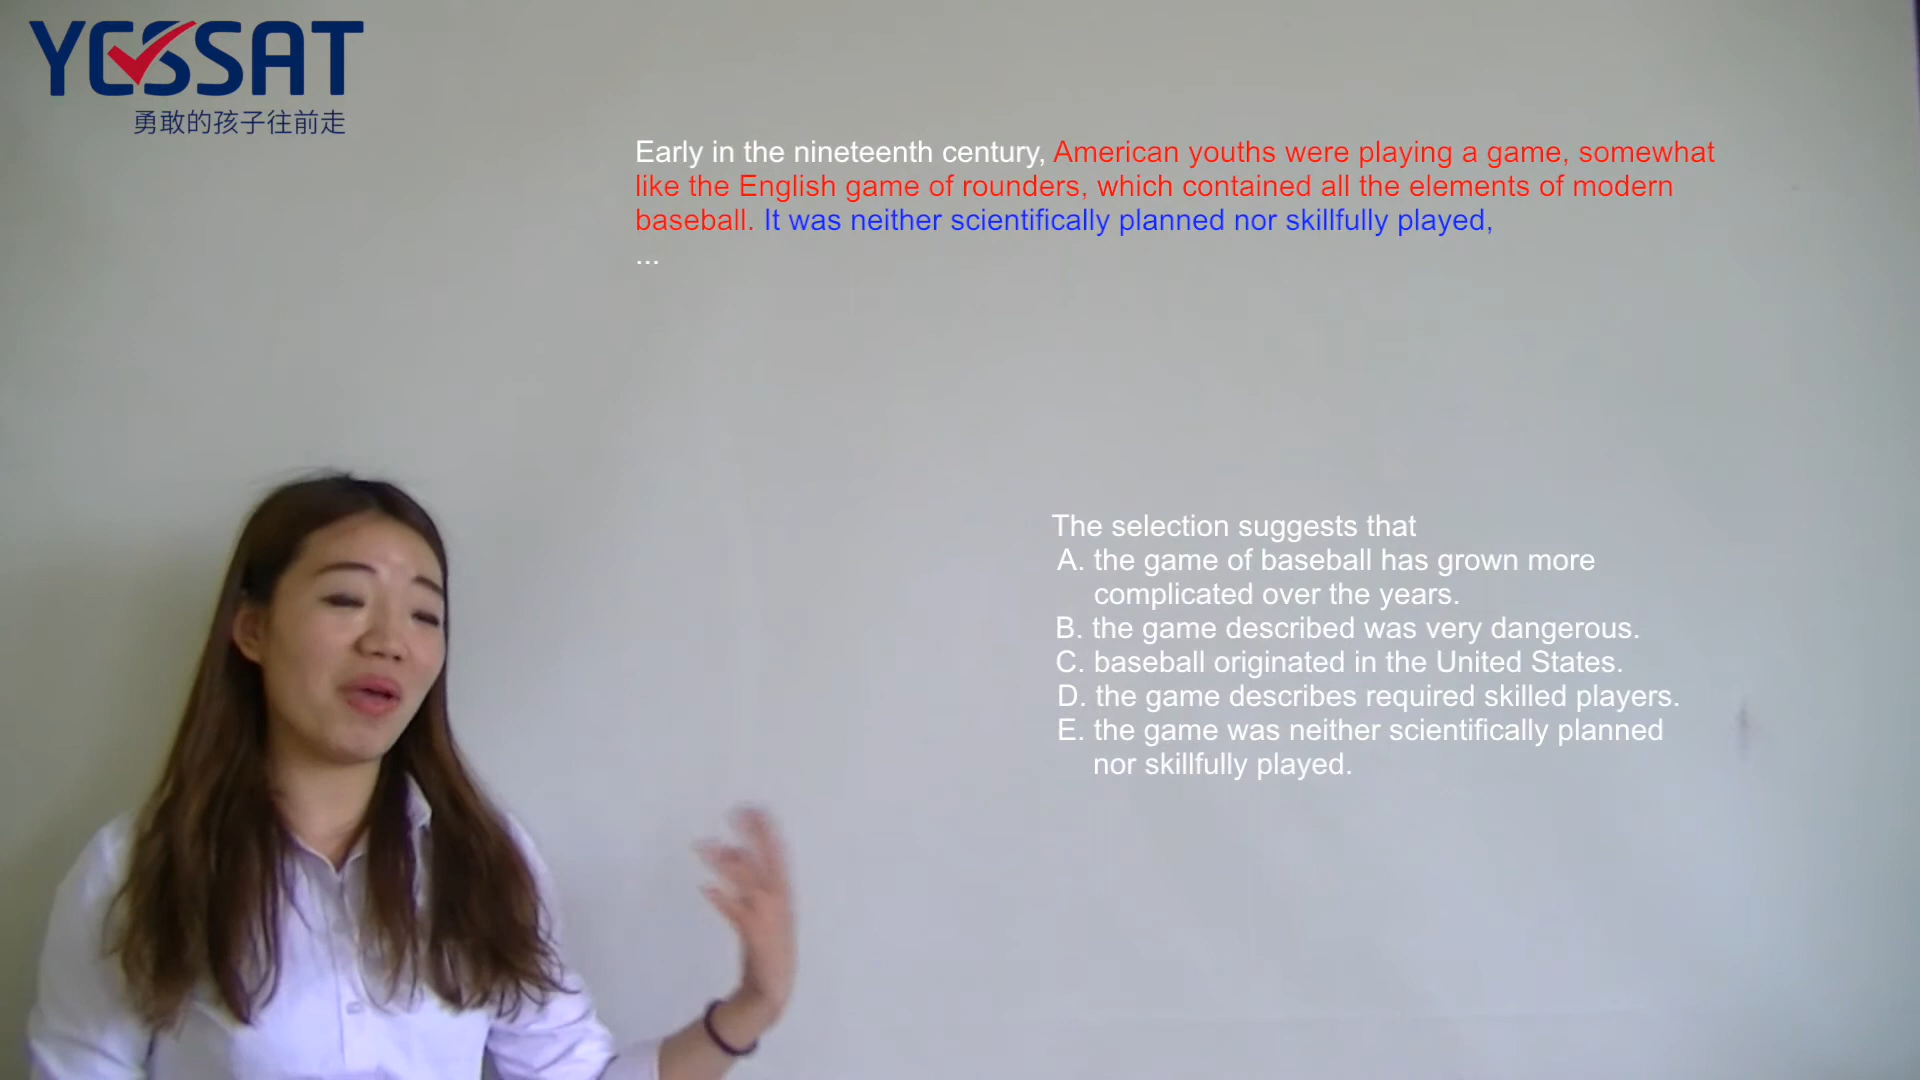 YESSAT
勇敢的孩子往前走
Early in the nineteenth century, American youths were playing a game, somewhat
like the English game of rounders, which contained all the elements of modern
baseball. It was neither scientifically planned nor skillfully played,
...
The selection suggests that
A. the game of baseball has grown more
complicated over the years.
B. the game described was very dangerous.
C. baseball originated in the United States.
D. the game describes required skilled players.
E. the game was neither scientifically planned
nor skillfully played.